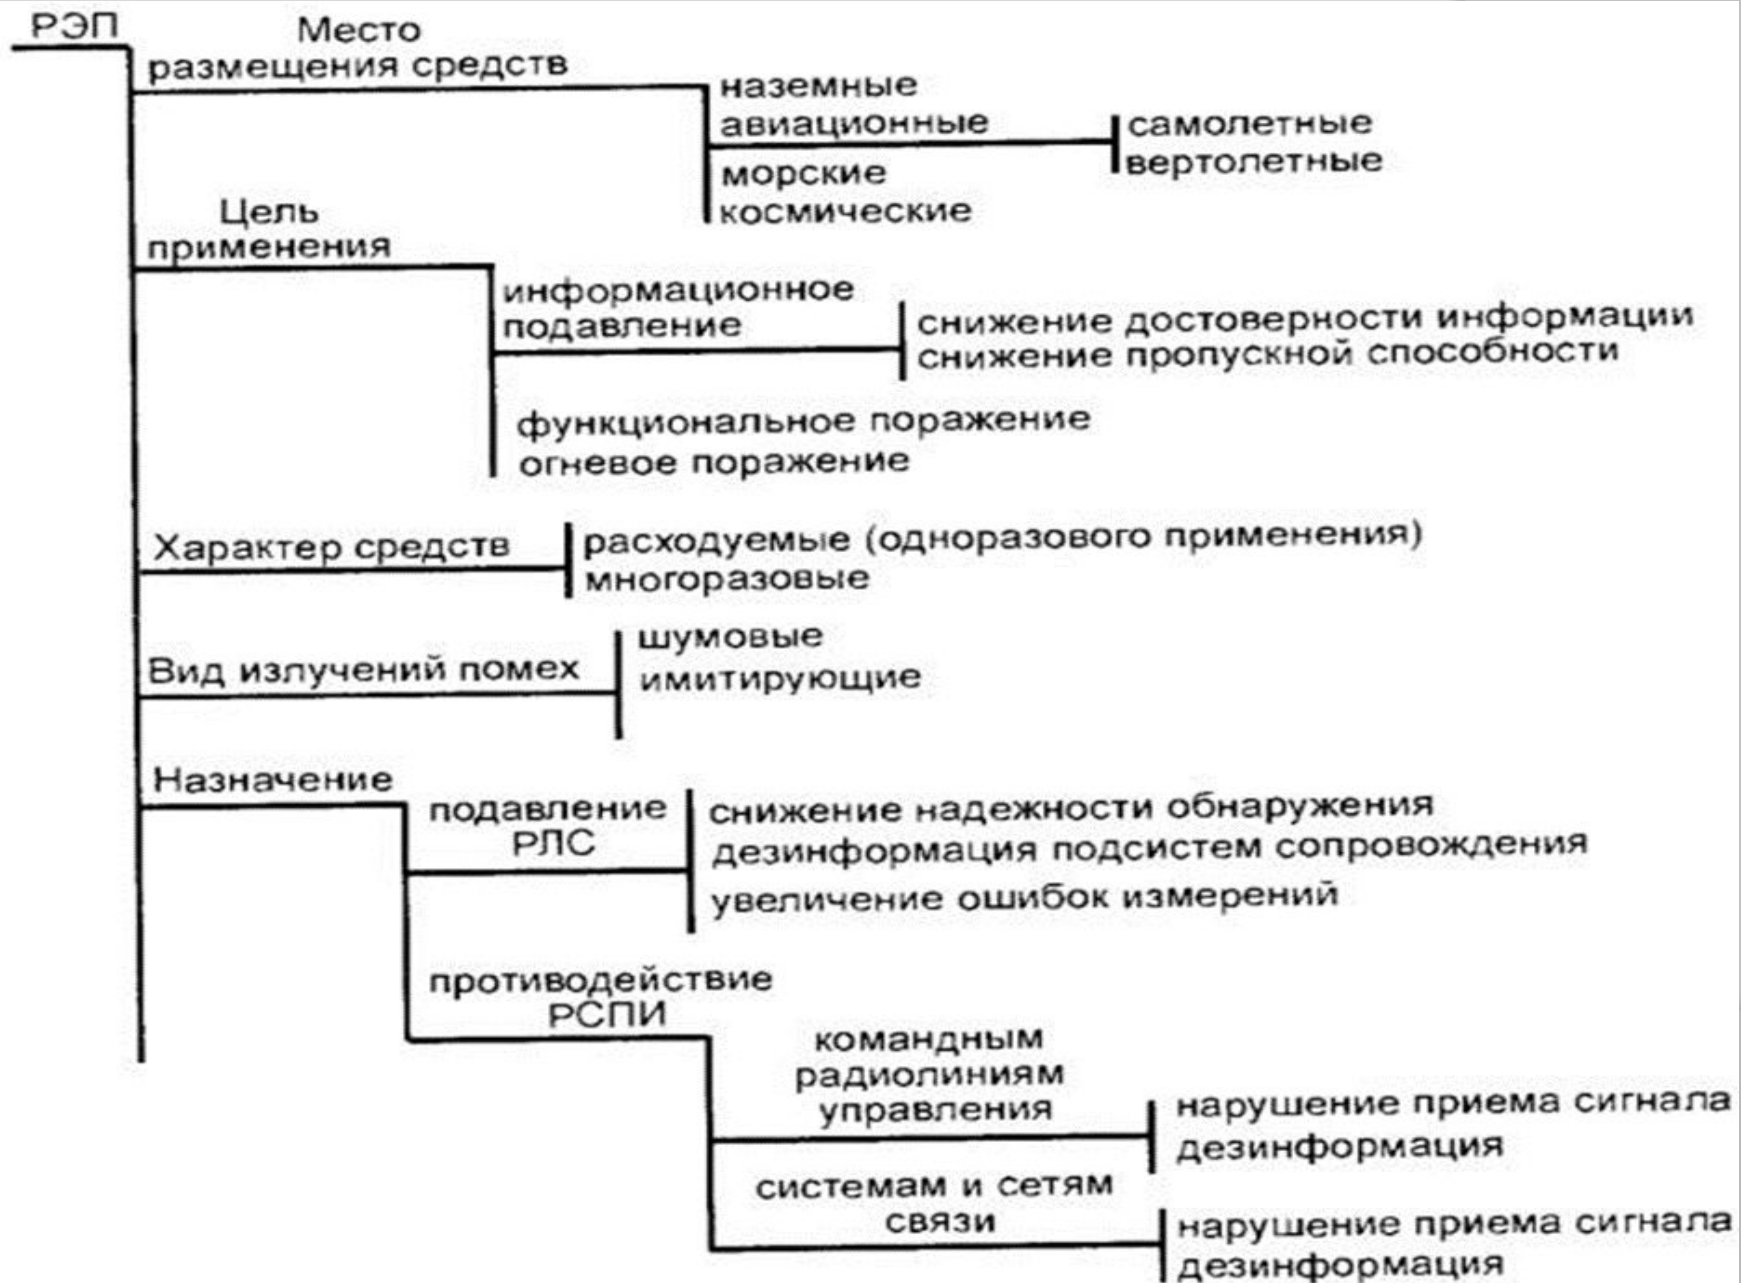 РЭП
Место
размещения средств
наземные
авиационные
самолетные
вертолетные
морские
космические
Цель
применения
информационное
подавление
снижение достоверности информации
снижение пропускной способности
функциональное поражение
огневое поражение
Характер средств
расходуемые (одноразового применения)
многоразовые
Вид излучений помех
шумовые
имитирующие
Назначение
подавление
РЛС
снижение надежности обнаружения
дезинформация подсистем сопровождения
увеличение ошибок измерений
противодействие
РСПИ
командным
радиолиниям
управления
нарушение приема сигнала
дезинформация
системам и сетям
связи
нарушение приема сигнала
дезинформация